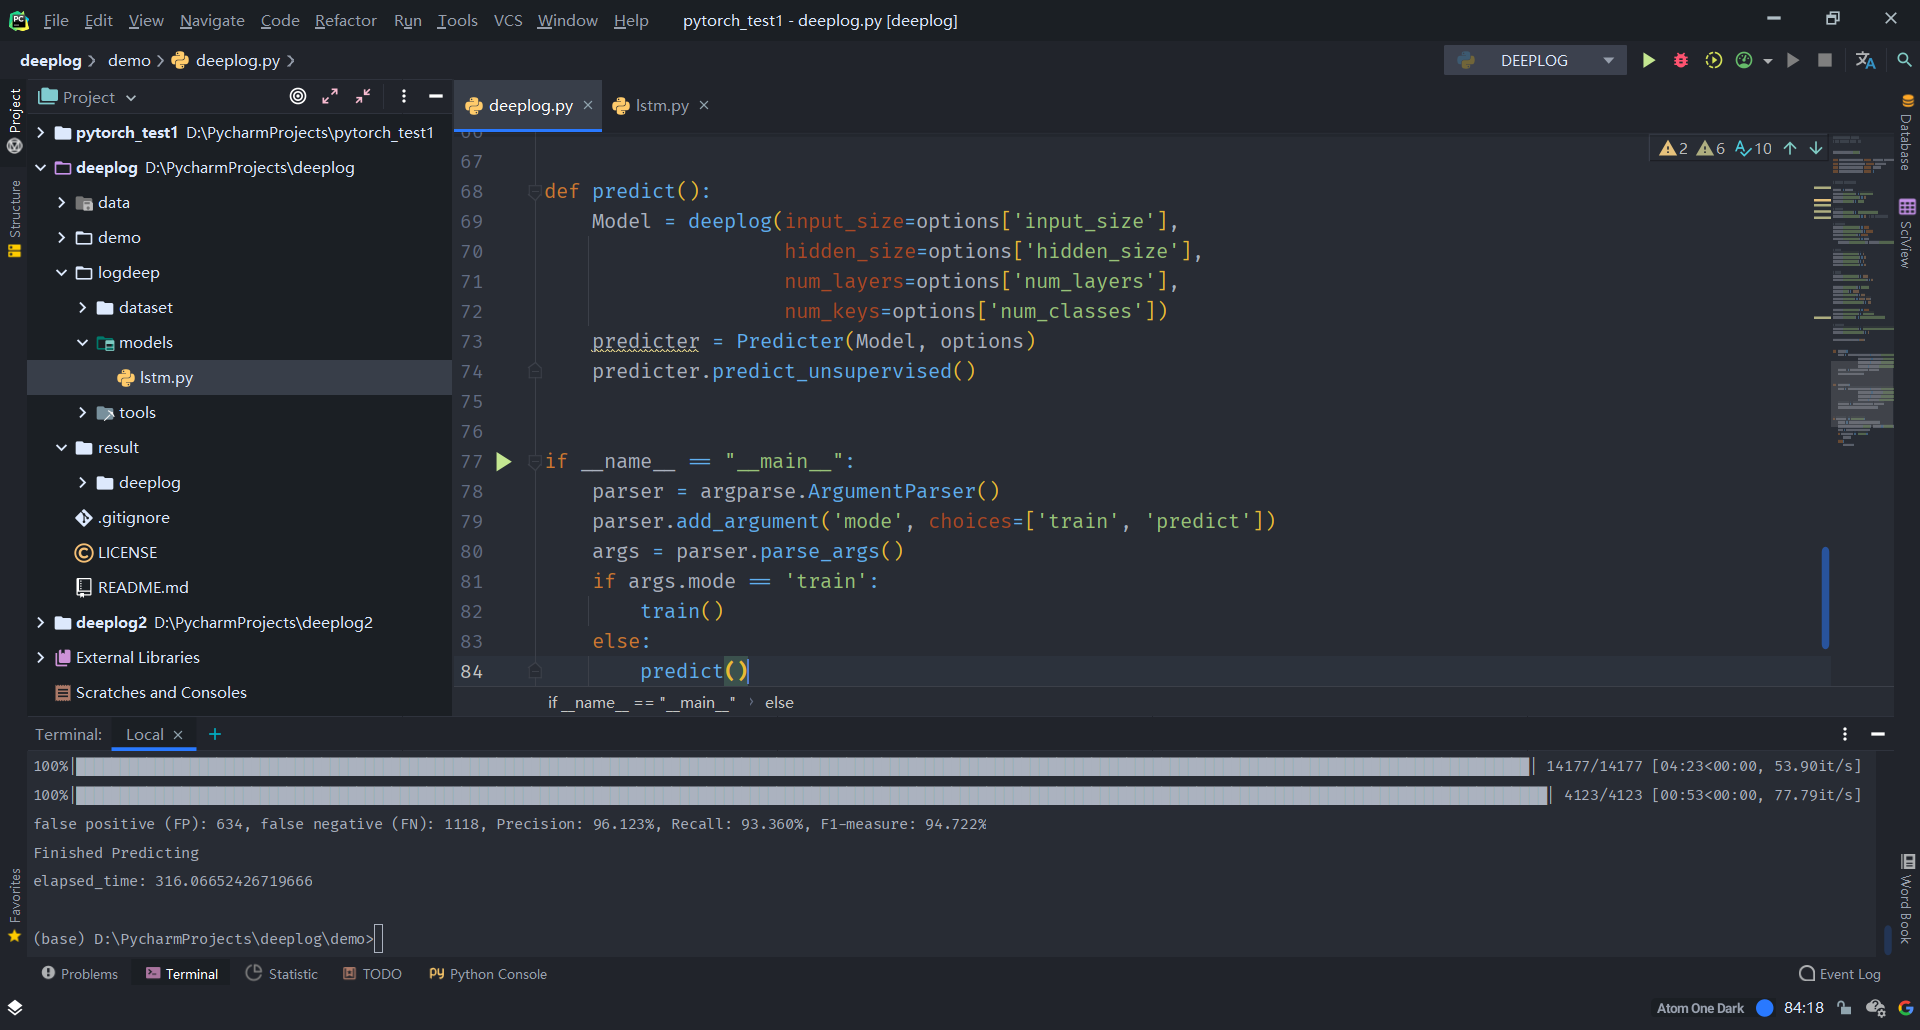 File Edit View Navigate Code Refactor Run Tools VCS Window Help pytorch_test1 - deeplog.py [deeplog]
deeplog demo deeplog.py
DEEPLOG
Project
deeplog.py
lstm.py
pytorch_test1 D:\PycharmProjects\pytorch_test1
deeplog D:\PycharmProjects\deeplog
data
demo
logdeep
dataset
models
lstm.py
tools
result
deeplog
.gitignore
LICENSE
README.md
deeplog2 D:\PycharmProjects\deeplog2
External Libraries
Scratches and Consoles
2 6 10
66
67
68 def predict():
69 Model = deeplog(input_size=options['input_size'],
70 hidden_size=options['hidden_size'],
71 num_layers=options['num_layers'],
72 num_keys=options['num_classes'])
73 predicter = Predicter(Model, options)
74 predicter.predict_unsupervised()
75
76
77 if __name__ == "__main__":
78 parser = argparse.ArgumentParser()
79 parser.add_argument('mode', choices=['train', 'predict'])
80 args = parser.parse_args()
81 if args.mode == 'train':
82 train()
83 else:
84 predict()
if __name__ == "__main__" › else
Project
Structure
Favorites
Database
SciView
Word Book
Terminal: Local
100% 14177/14177 [04:23<00:00, 53.90it/s]
100% 4123/4123 [00:53<00:00, 77.79it/s]
false positive (FP): 634, false negative (FN): 1118, Precision: 96.123%, Recall: 93.360%, F1-measure: 94.722%
Finished Predicting
elapsed_time: 316.06652426719666
(base) D:\PycharmProjects\deeplog\demo>
Problems Terminal Statistic TODO Python Console Event Log
Atom One Dark 84:18